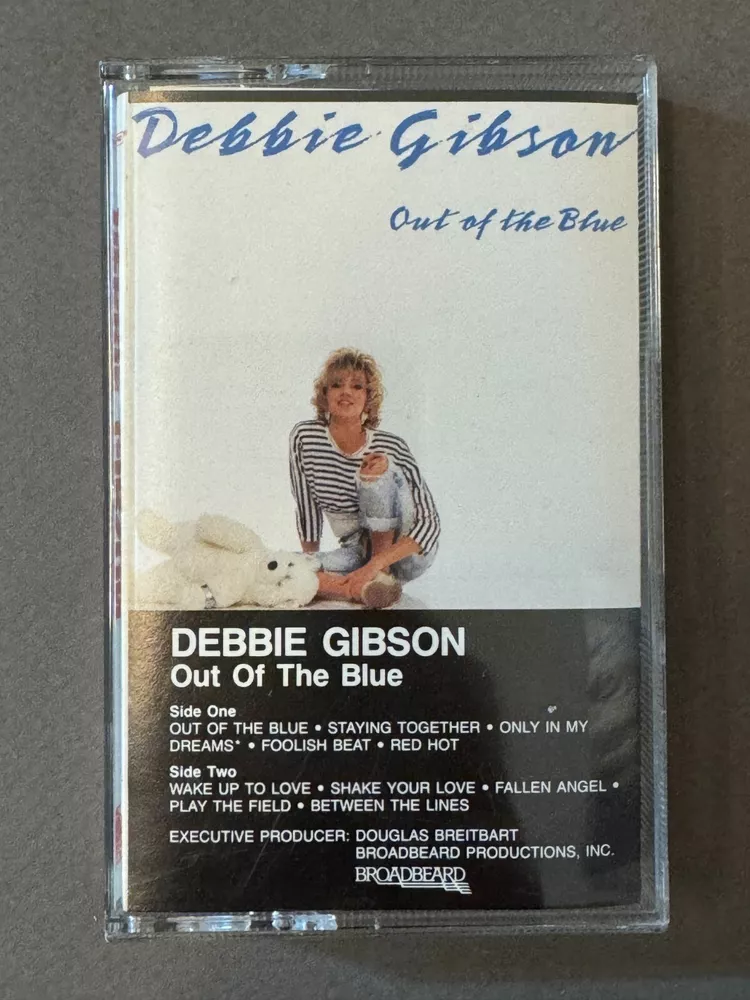 Debbie Gibson
Out of the Blue
DEBBIE GIBSON
Out Of The Blue
Side One
OUT OF THE BLUE • STAYING TOGETHER • ONLY IN MY
DREAMS* • FOOLISH BEAT • RED HOT
Side Two
WAKE UP TO LOVE • SHAKE YOUR LOVE • FALLEN ANGEL •
PLAY THE FIELD • BETWEEN THE LINES
EXECUTIVE PRODUCER: DOUGLAS BREITBART
BROADBEARD PRODUCTIONS, INC.
BROADBEARD